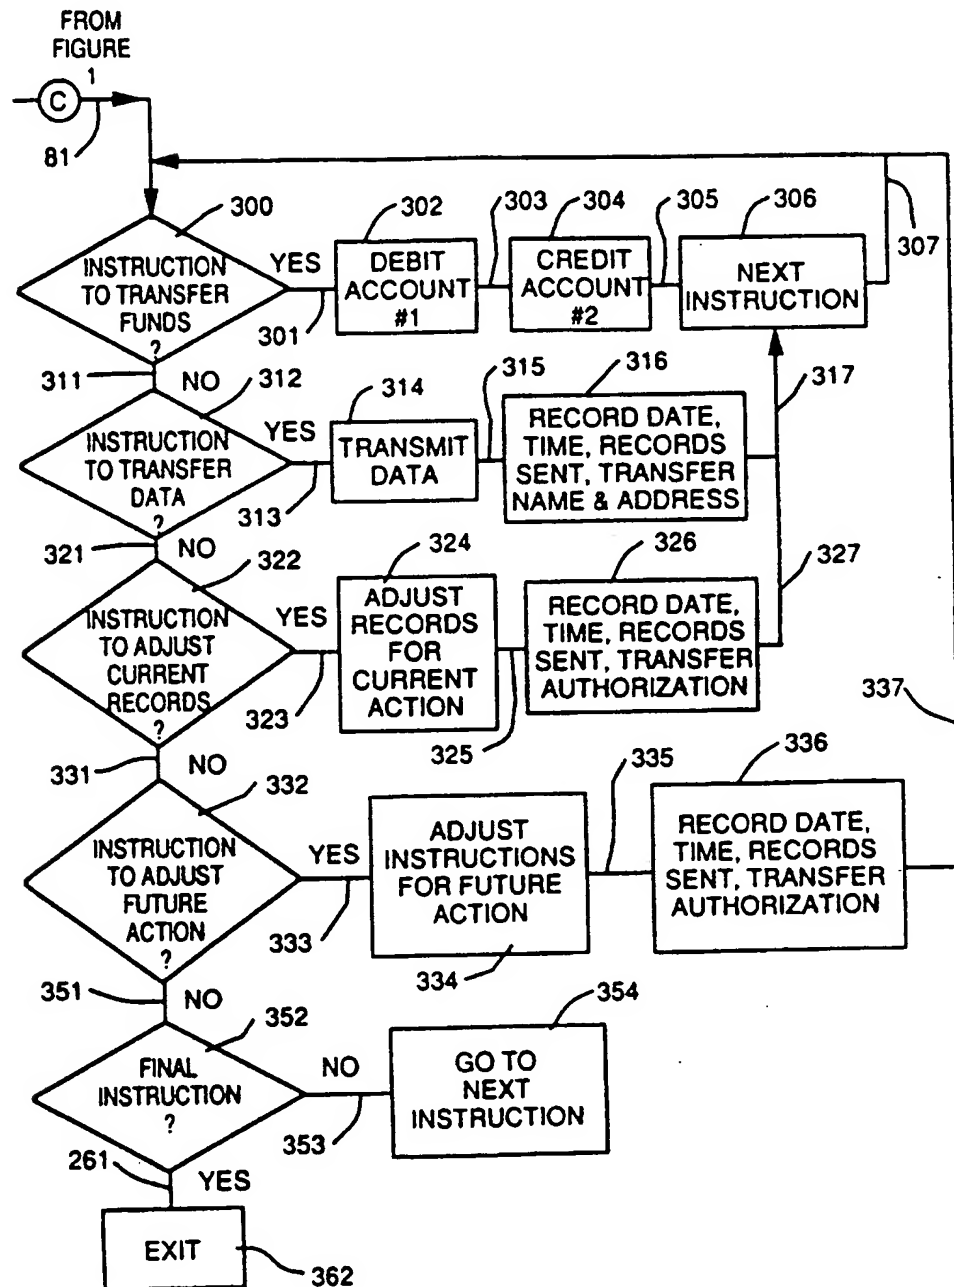 FROM
FIGURE
1
C
81
300
302
303
304
305
306
307
INSTRUCTION
TO TRANSFER
FUNDS
?
YES
301
DEBIT
ACCOUNT
#1
CREDIT
ACCOUNT
#2
NEXT
INSTRUCTION
311
NO
312
314
315
316
317
INSTRUCTION
TO TRANSFER
DATA
?
YES
313
TRANSMIT
DATA
RECORD DATE,
TIME, RECORDS
SENT, TRANSFER
NAME & ADDRESS
321
NO
322
324
326
327
INSTRUCTION
TO ADJUST
CURRENT
RECORDS
?
YES
323
ADJUST
RECORDS
FOR
CURRENT
ACTION
325
RECORD DATE,
TIME, RECORDS
SENT, TRANSFER
AUTHORIZATION
337
331
NO
332
335
336
INSTRUCTION
TO ADJUST
FUTURE
ACTION
?
YES
333
ADJUST
INSTRUCTIONS
FOR FUTURE
ACTION
334
RECORD DATE,
TIME, RECORDS
SENT, TRANSFER
AUTHORIZATION
351
NO
352
354
FINAL
INSTRUCTION
?
NO
353
GO TO
NEXT
INSTRUCTION
261
YES
EXIT
362